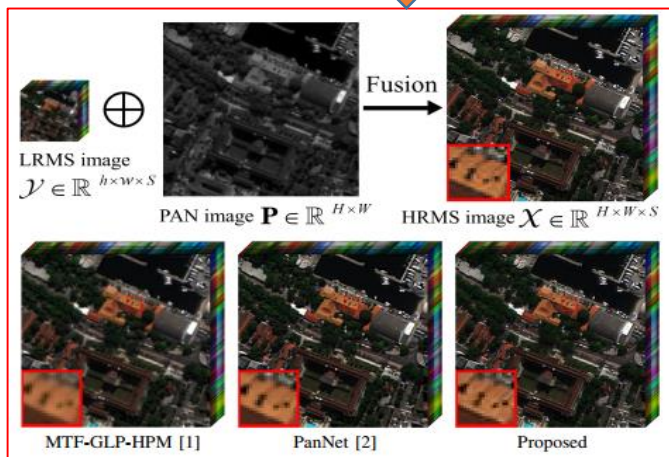 Fusion
LRMS image
𝒴 ∈ ℝ h×w×S
PAN image P ∈ ℝ H×W
HRMS image 𝒳 ∈ ℝ H×W×S
MTF-GLP-HPM [1]
PanNet [2]
Proposed